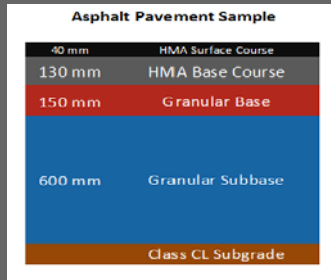 Asphalt Pavement Sample
40 mm HMA Surface Course
130 mm HMA Base Course
150 mm Granular Base
600 mm Granular Subbase
Class CL Subgrade